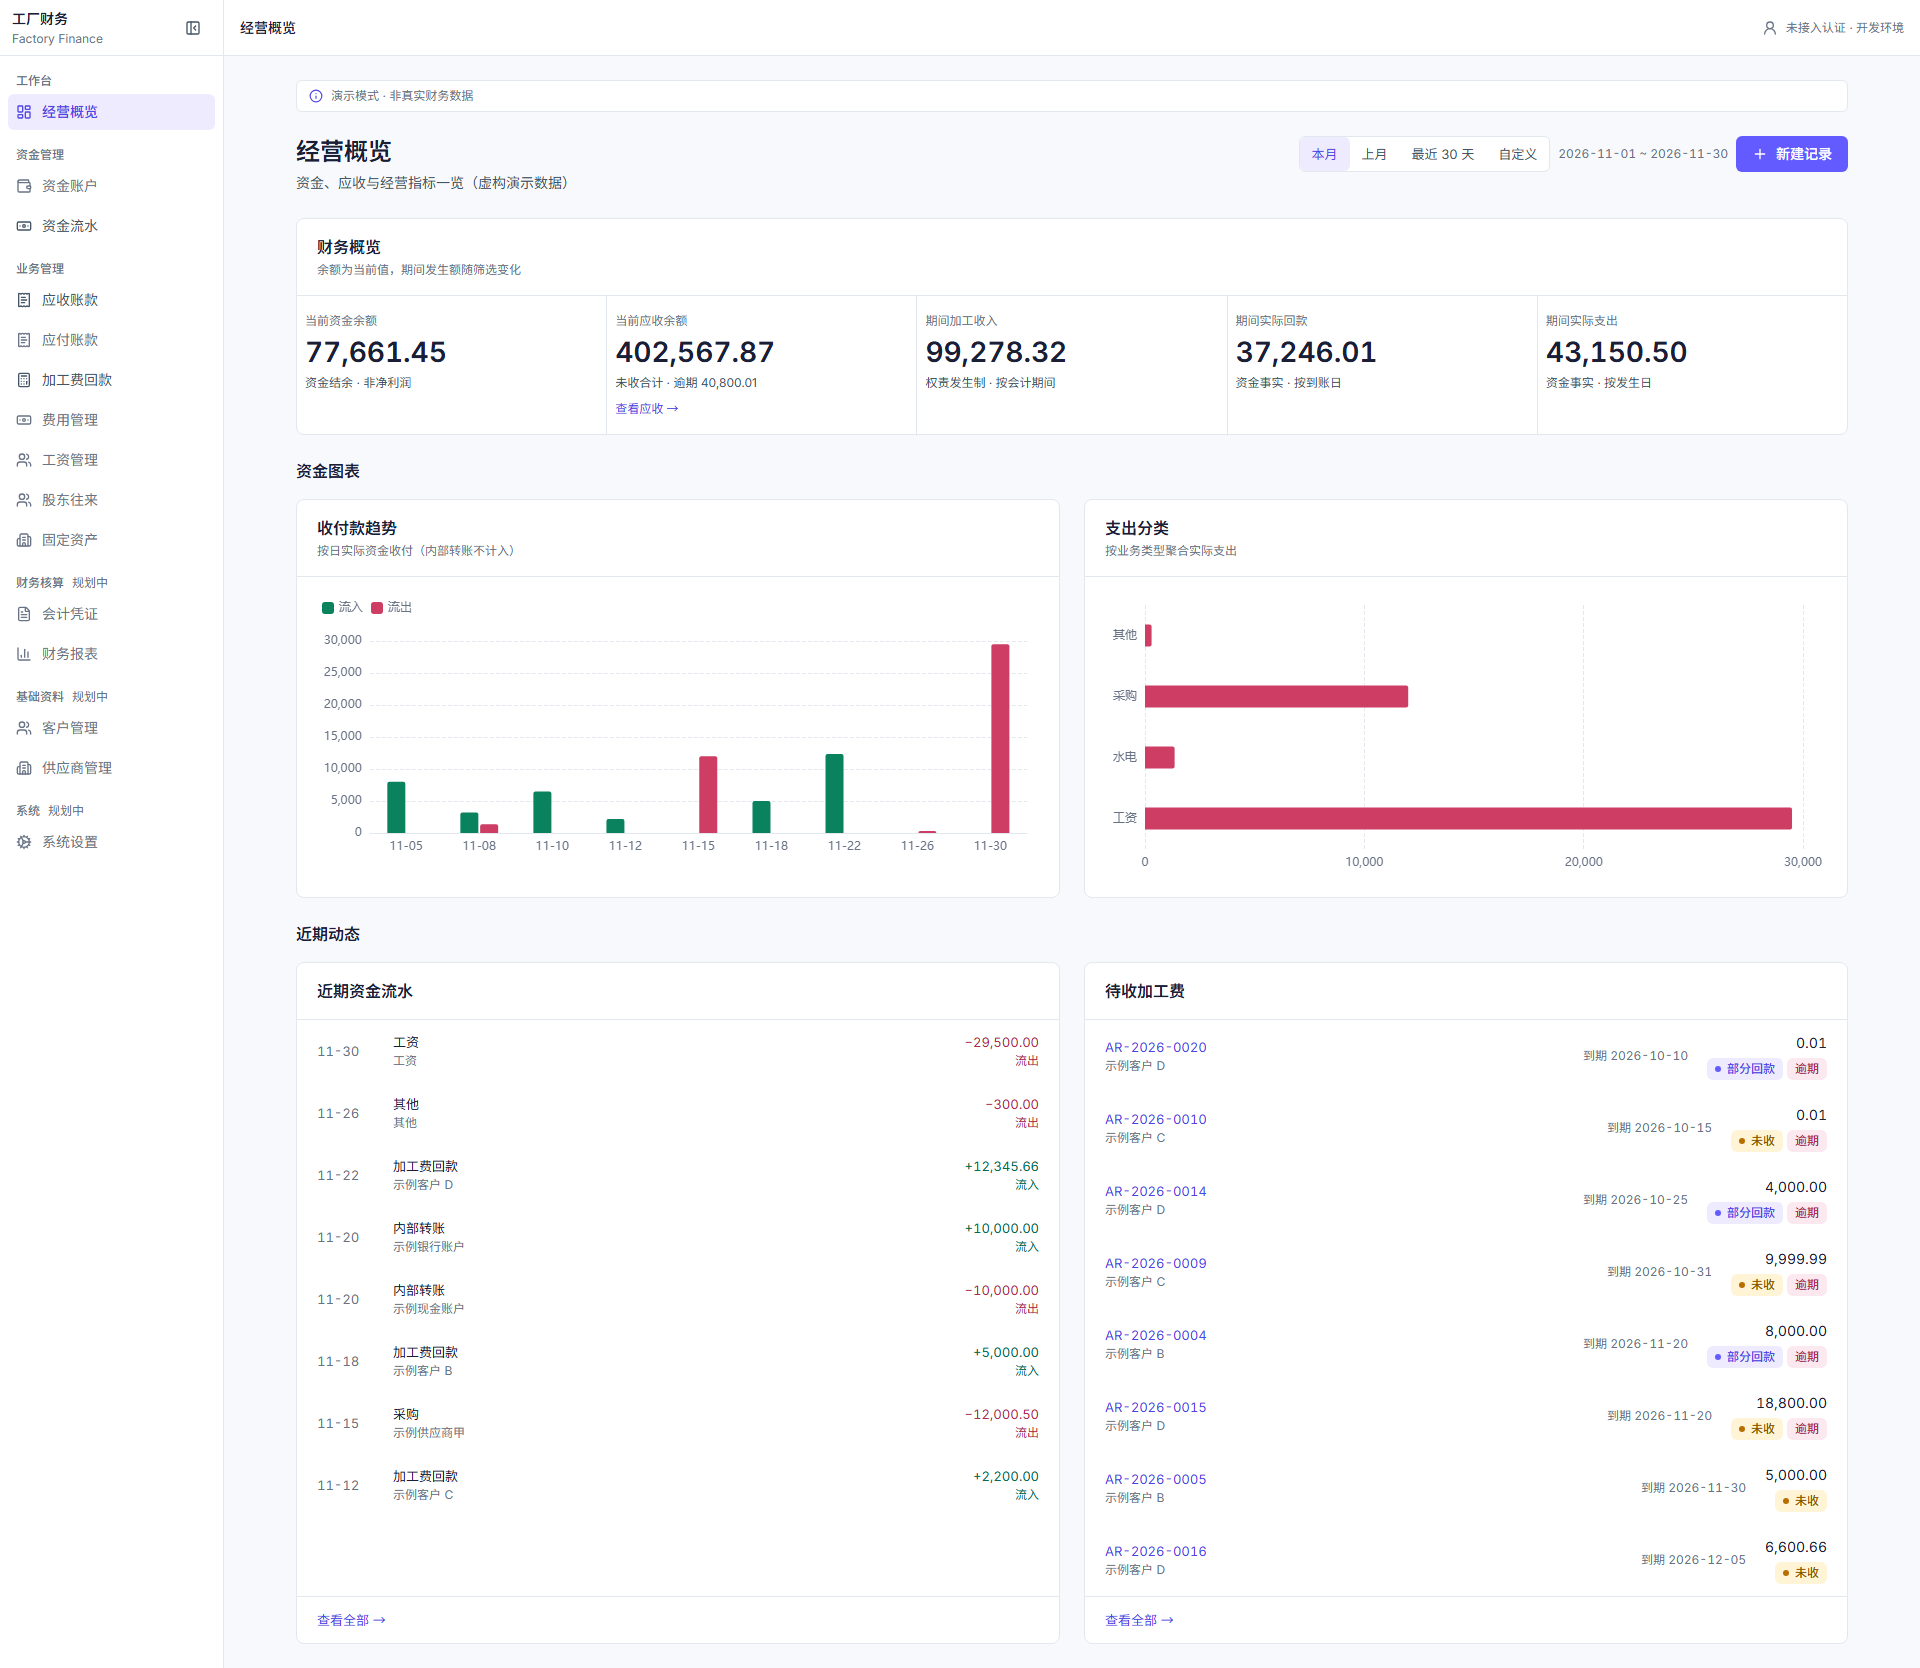 工厂财务
Factory Finance
工作台
经营概览
资金管理
资金账户
资金流水
业务管理
应收账款
应付账款
加工费回款
费用管理
工资管理
股东往来
固定资产
财务核算 规划中
会计凭证
财务报表
基础资料 规划中
客户管理
供应商管理
系统 规划中
系统设置
经营概览
未接入认证 · 开发环境
演示模式 · 非真实财务数据
经营概览
资金、应收与经营指标一览（虚构演示数据）
本月 上月 最近 30 天 自定义 2026-11-01 ~ 2026-11-30 新建记录
财务概览
余额为当前值，期间发生额随筛选变化
当前资金余额
77,661.45
资金结余 · 非净利润
当前应收余额
402,567.87
未收合计 · 逾期 40,800.01
查看应收 →
期间加工收入
99,278.32
权责发生制 · 按会计期间
期间实际回款
37,246.01
资金事实 · 按到账日
期间实际支出
43,150.50
资金事实 · 按发生日
资金图表
收付款趋势
按日实际资金收付（内部转账不计入）
流入 流出
30,000
25,000
20,000
15,000
10,000
5,000
0
11-05 11-08 11-10 11-12 11-15 11-18 11-22 11-26 11-30
支出分类
按业务类型聚合实际支出
其他
采购
水电
工资
0 10,000 20,000 30,000
近期动态
近期资金流水
11-30 工资 −29,500.00
工资 流出
11-26 其他 −300.00
其他 流出
11-22 加工费回款 +12,345.66
示例客户 D 流入
11-20 内部转账 +10,000.00
示例银行账户 流入
11-20 内部转账 −10,000.00
示例现金账户 流出
11-18 加工费回款 +5,000.00
示例客户 B 流入
11-15 采购 −12,000.50
示例供应商甲 流出
11-12 加工费回款 +2,200.00
示例客户 C 流入
查看全部 →
待收加工费
AR-2026-0020 到期 2026-10-10 0.01
示例客户 D 部分回款 逾期
AR-2026-0010 到期 2026-10-15 0.01
示例客户 C 未收 逾期
AR-2026-0014 到期 2026-10-25 4,000.00
示例客户 D 部分回款 逾期
AR-2026-0009 到期 2026-10-31 9,999.99
示例客户 C 未收 逾期
AR-2026-0004 到期 2026-11-20 8,000.00
示例客户 B 部分回款 逾期
AR-2026-0015 到期 2026-11-20 18,800.00
示例客户 D 未收 逾期
AR-2026-0005 到期 2026-11-30 5,000.00
示例客户 B 未收
AR-2026-0016 到期 2026-12-05 6,600.66
示例客户 D 未收
查看全部 →